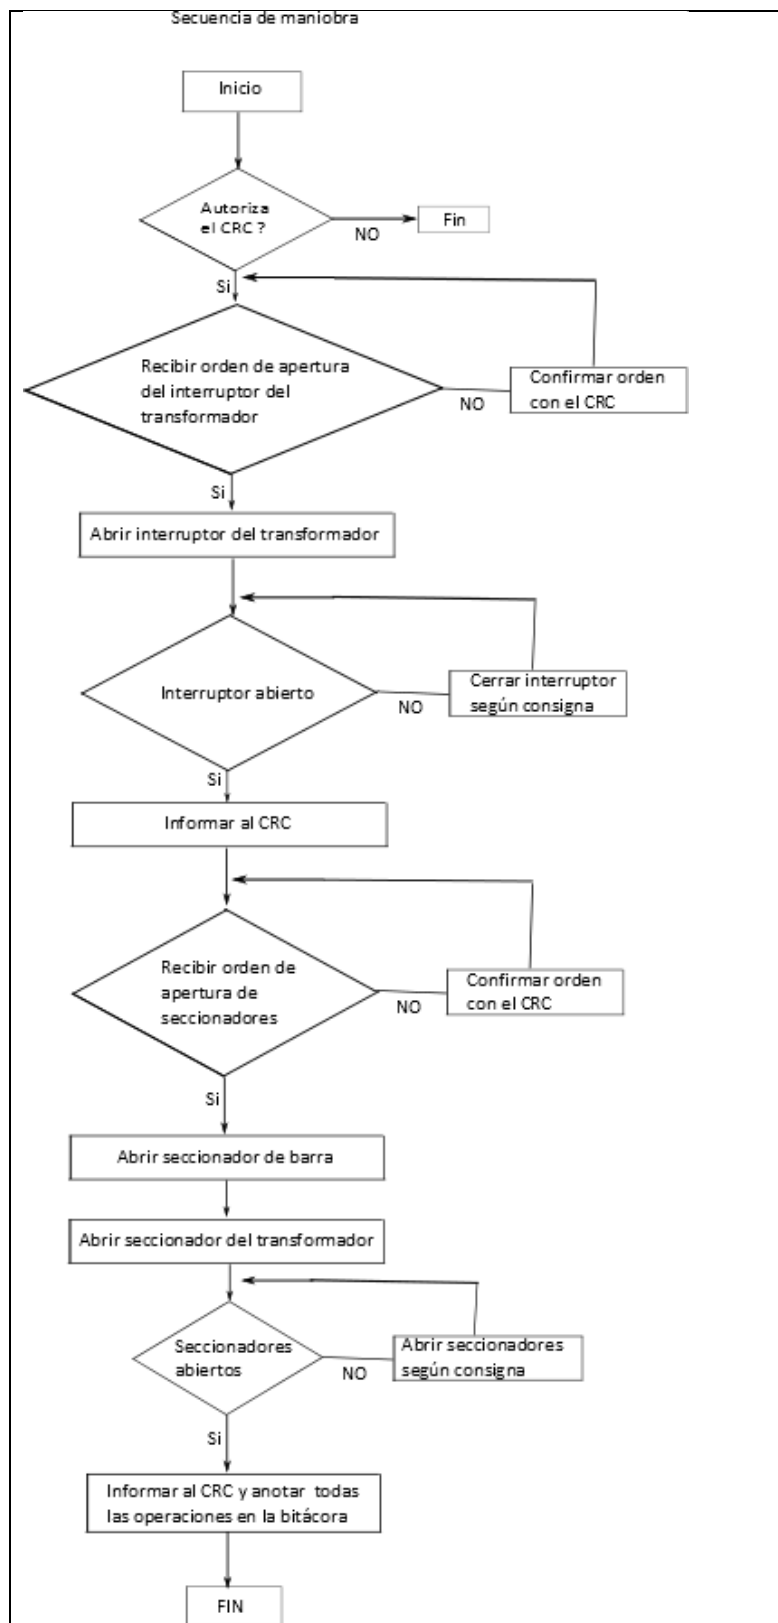 Secuencia de maniobra
Inicio
Autoriza
el CRC ?
NO
Fin
Si
Recibir orden de apertura
del interruptor del
transformador
NO
Confirmar orden
con el CRC
Si
Abrir interruptor del transformador
Interruptor abierto
NO
Cerrar interruptor
según consigna
Si
Informar al CRC
Recibir orden de
apertura de
seccionadores
NO
Confirmar orden
con el CRC
Si
Abrir seccionador de barra
Abrir seccionador del transformador
Seccionadores
abiertos
NO
Abrir seccionadores
según consigna
Si
Informar al CRC y anotar todas
las operaciones en la bitácora
FIN